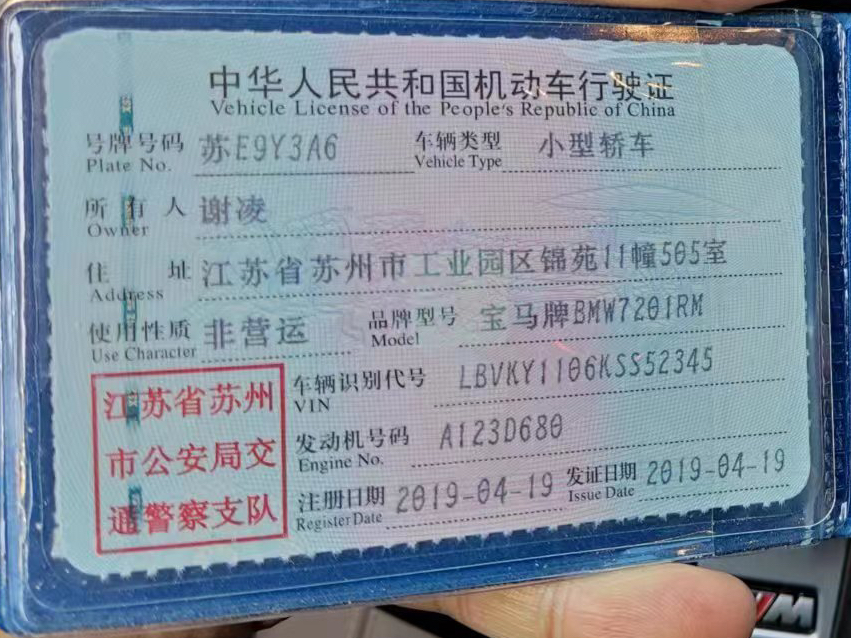 中华人民共和国机动车行驶证
Vehicle License of the People's Republic of China
号牌号码 苏E9Y3A6 车辆类型 小型轿车
Plate No. Vehicle Type
所有人 谢凌
Owner
住址 江苏省苏州市工业园区锦苑11幢505室
Address
使用性质 非营运 品牌型号 宝马牌BMW7201RM
Use Character Model
江苏省苏州
市公安局交
通警察支队
车辆识别代号 LBVKY1106KSS52345
VIN
发动机号码 A123D680
Engine No.
注册日期 2019-04-19 发证日期 2019-04-19
Register Date Issue Date
M